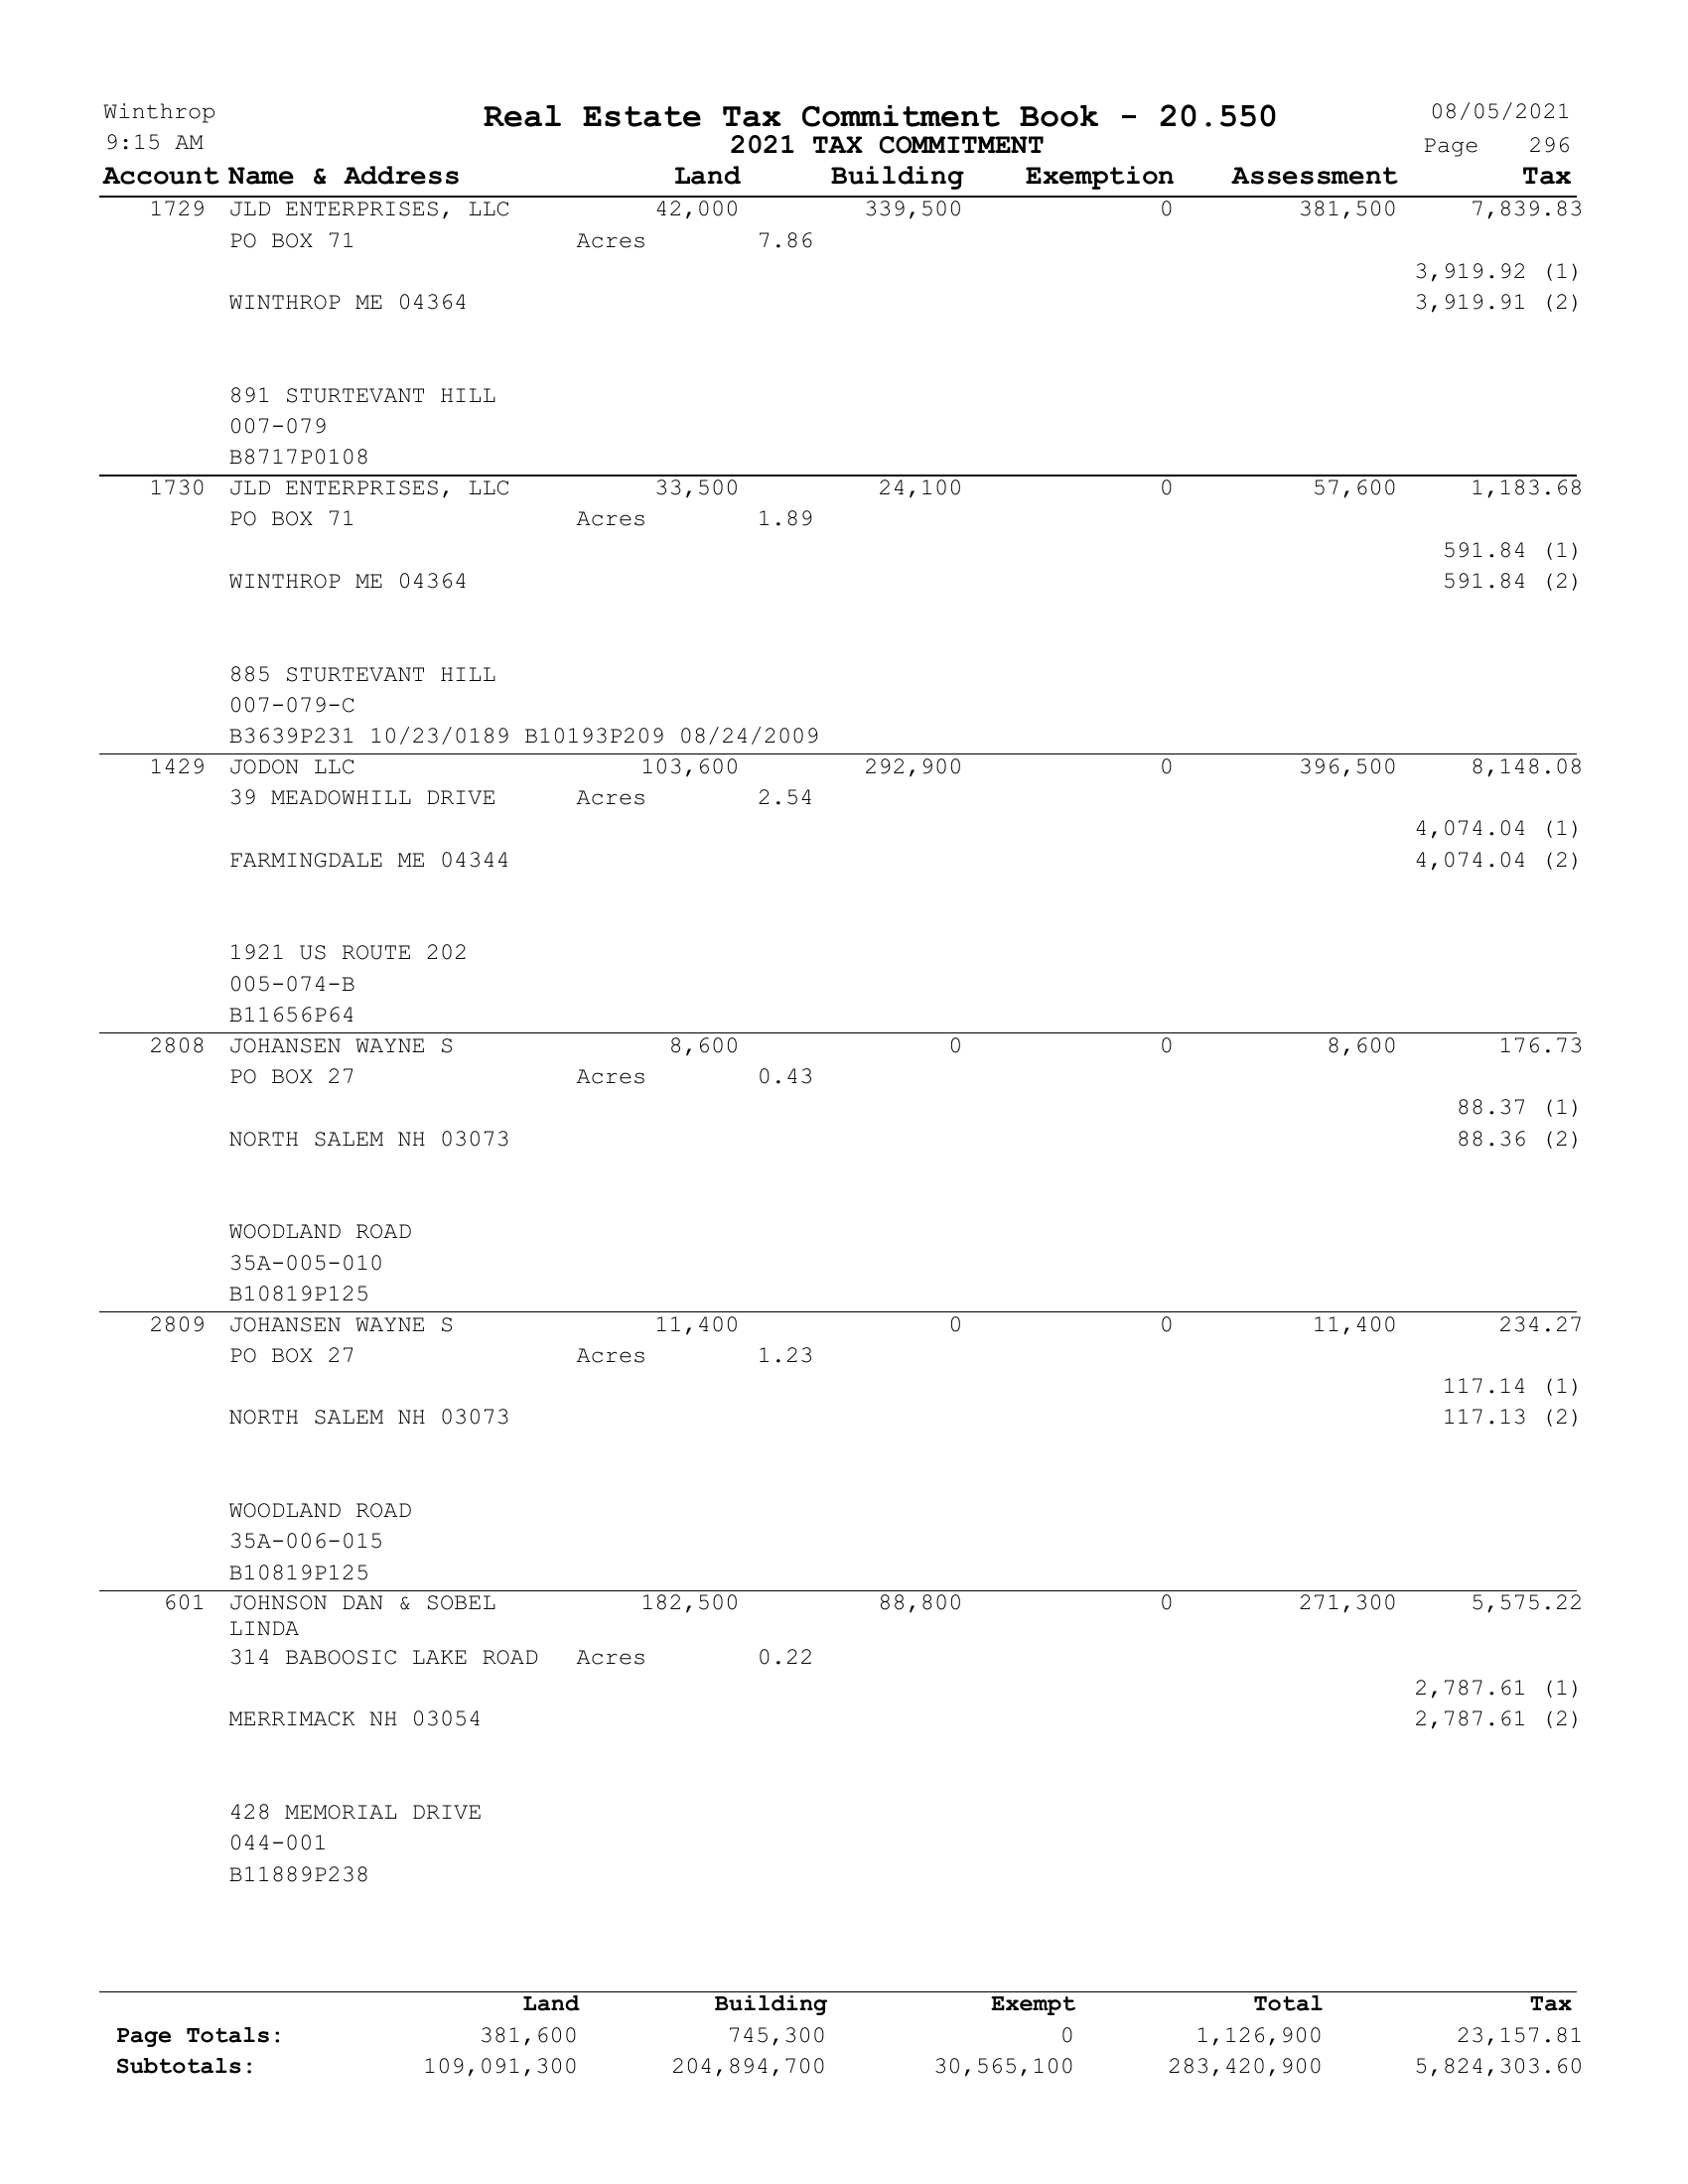 Winthrop Real Estate Tax Commitment Book - 20.550 08/05/2021
9:15 AM 2021 TAX COMMITMENT Page 296
Account Name & Address Land Building Exemption Assessment Tax
1729 JLD ENTERPRISES, LLC 42,000 339,500 0 381,500 7,839.83
PO BOX 71 Acres 7.86
3,919.92 (1)
WINTHROP ME 04364 3,919.91 (2)
891 STURTEVANT HILL
007-079
B8717P0108
1730 JLD ENTERPRISES, LLC 33,500 24,100 0 57,600 1,183.68
PO BOX 71 Acres 1.89
591.84 (1)
WINTHROP ME 04364 591.84 (2)
885 STURTEVANT HILL
007-079-C
B3639P231 10/23/0189 B10193P209 08/24/2009
1429 JODON LLC 103,600 292,900 0 396,500 8,148.08
39 MEADOWHILL DRIVE Acres 2.54
4,074.04 (1)
FARMINGDALE ME 04344 4,074.04 (2)
1921 US ROUTE 202
005-074-B
B11656P64
2808 JOHANSEN WAYNE S 8,600 0 0 8,600 176.73
PO BOX 27 Acres 0.43
88.37 (1)
NORTH SALEM NH 03073 88.36 (2)
WOODLAND ROAD
35A-005-010
B10819P125
2809 JOHANSEN WAYNE S 11,400 0 0 11,400 234.27
PO BOX 27 Acres 1.23
117.14 (1)
NORTH SALEM NH 03073 117.13 (2)
WOODLAND ROAD
35A-006-015
B10819P125
601 JOHNSON DAN & SOBEL 182,500 88,800 0 271,300 5,575.22
LINDA
314 BABOOSIC LAKE ROAD Acres 0.22
2,787.61 (1)
MERRIMACK NH 03054 2,787.61 (2)
428 MEMORIAL DRIVE
044-001
B11889P238
Land Building Exempt Total Tax
Page Totals: 381,600 745,300 0 1,126,900 23,157.81
Subtotals: 109,091,300 204,894,700 30,565,100 283,420,900 5,824,303.60